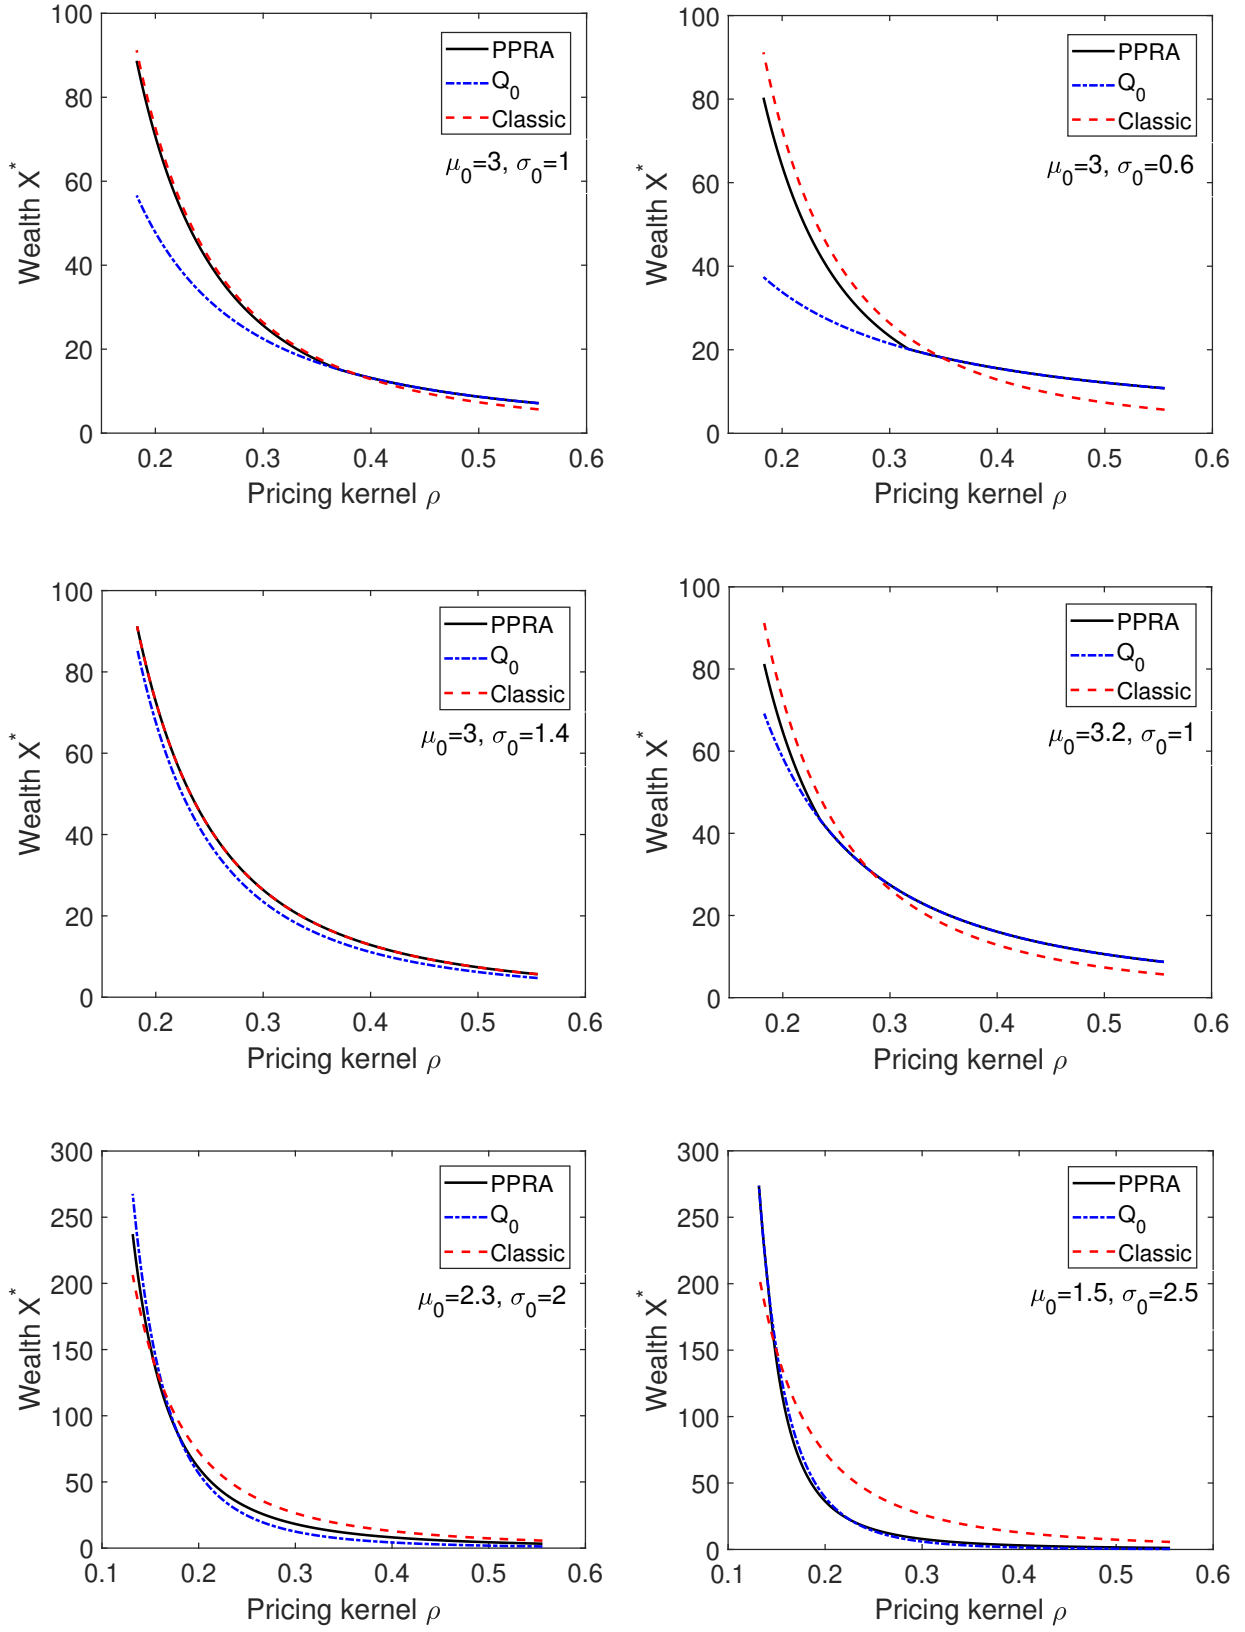 100
80
60
40
20
0
Wealth X*
PPRA
Q0
Classic
μ0=3, σ0=1
0.2 0.3 0.4 0.5 0.6
Pricing kernel ρ
100
80
60
40
20
0
Wealth X*
PPRA
Q0
Classic
μ0=3, σ0=0.6
0.2 0.3 0.4 0.5 0.6
Pricing kernel ρ
100
80
60
40
20
0
Wealth X*
PPRA
Q0
Classic
μ0=3, σ0=1.4
0.2 0.3 0.4 0.5 0.6
Pricing kernel ρ
100
80
60
40
20
0
Wealth X*
PPRA
Q0
Classic
μ0=3.2, σ0=1
0.2 0.3 0.4 0.5 0.6
Pricing kernel ρ
300
250
200
150
100
50
0
Wealth X*
PPRA
Q0
Classic
μ0=2.3, σ0=2
0.1 0.2 0.3 0.4 0.5 0.6
Pricing kernel ρ
300
250
200
150
100
50
0
Wealth X*
PPRA
Q0
Classic
μ0=1.5, σ0=2.5
0.1 0.2 0.3 0.4 0.5 0.6
Pricing kernel ρ